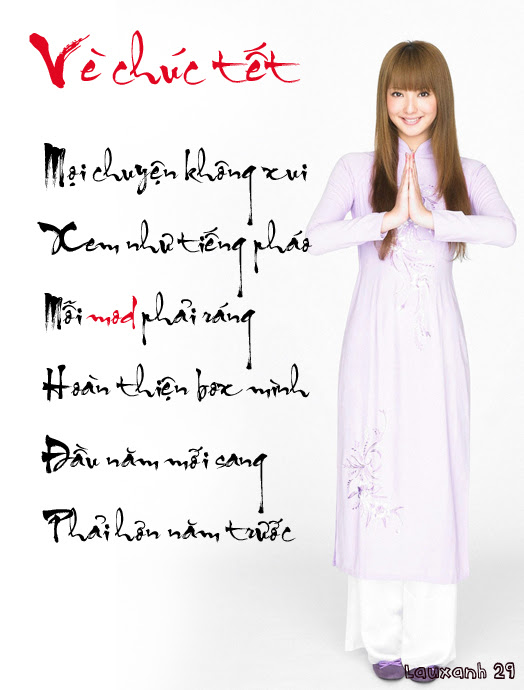 Vè chúc tết
Mọi chuyện không xui
Xem như tiếng pháo
Mỗi mod phải ráng
Hoàn thiện box mình
Đầu năm mới sang
Phải hơn năm trước
Lauxanh 29